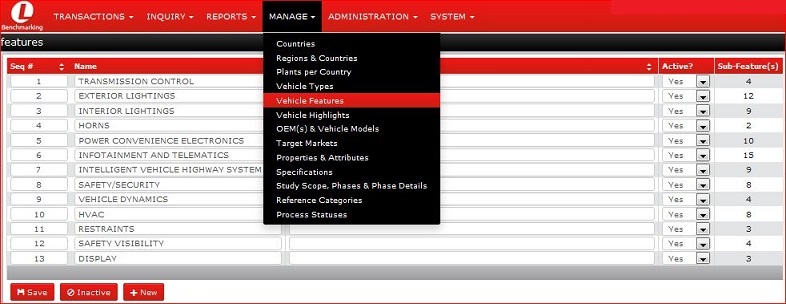 L
Benchmarking
TRANSACTIONS INQUIRY REPORTS MANAGE ADMINISTRATION SYSTEM
features
Countries
Regions & Countries
Plants per Country
Vehicle Types
Vehicle Features
Vehicle Highlights
OEM(s) & Vehicle Models
Target Markets
Properties & Attributes
Specifications
Study Scope, Phases & Phase Details
Reference Categories
Process Statuses
Seq # Name Active? Sub-Feature(s)
1 TRANSMISSION CONTROL Yes 4
2 EXTERIOR LIGHTINGS Yes 12
3 INTERIOR LIGHTINGS Yes 9
4 HORNS Yes 2
5 POWER CONVENIENCE ELECTRONICS Yes 10
6 INFOTAINMENT AND TELEMATICS Yes 15
7 INTELLIGENT VEHICLE HIGHWAY SYSTEM Yes 9
8 SAFETY/SECURITY Yes 8
9 VEHICLE DYNAMICS Yes 4
10 HVAC Yes 8
11 RESTRAINTS Yes 3
12 SAFETY VISIBILITY Yes 4
13 DISPLAY Yes 3
Save Inactive New